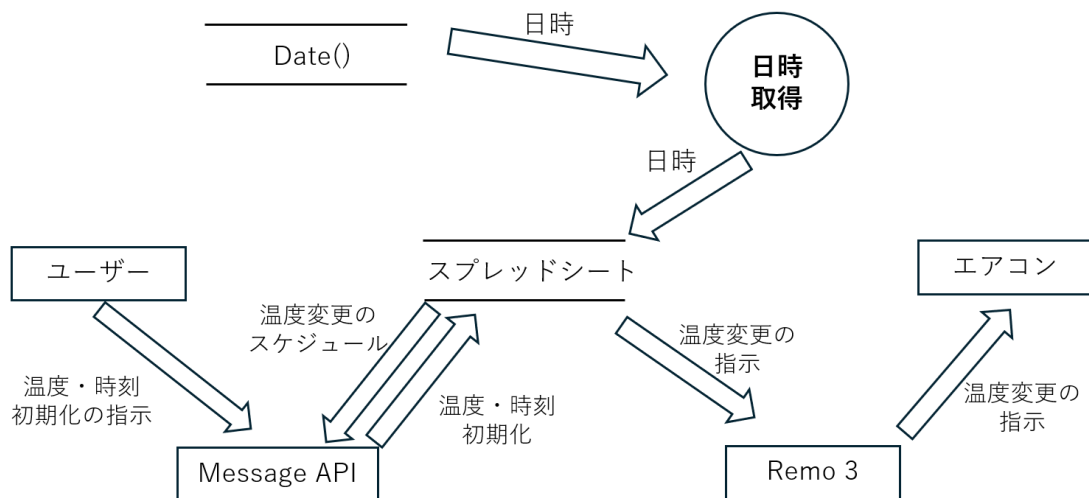 日時
Date()
日時
取得
日時
ユーザー
スプレッドシート
エアコン
温度変更の
スケジュール
温度変更の
指示
温度・時刻
初期化の指示
温度・時刻
初期化
温度変更の
指示
Message API
Remo 3